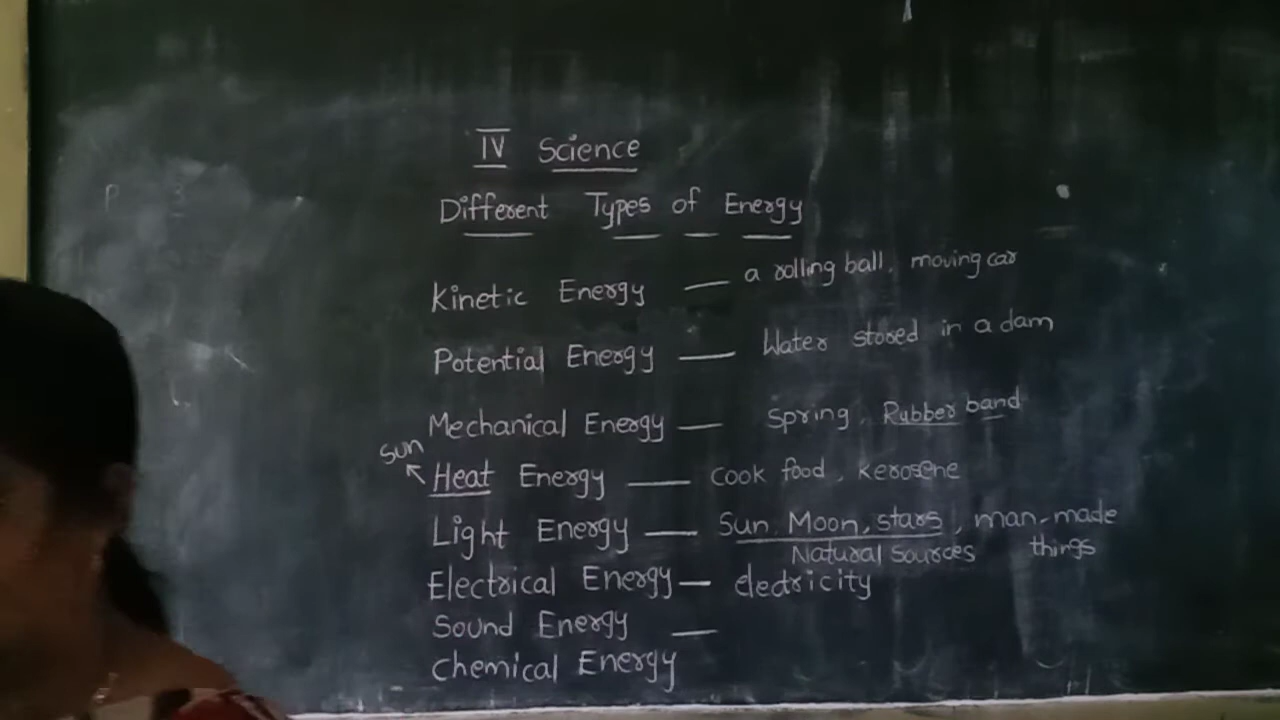 IV Science
Different Types of Energy
Kinetic Energy — a rolling ball, moving car
Potential Energy — Water stored in a dam
Mechanical Energy — Spring, Rubber band
Sun
Heat Energy — cook food, kerosene
Light Energy — Sun, Moon, stars, man-made
Natural Sources things
Electrical Energy — electricity
Sound Energy —
Chemical Energy